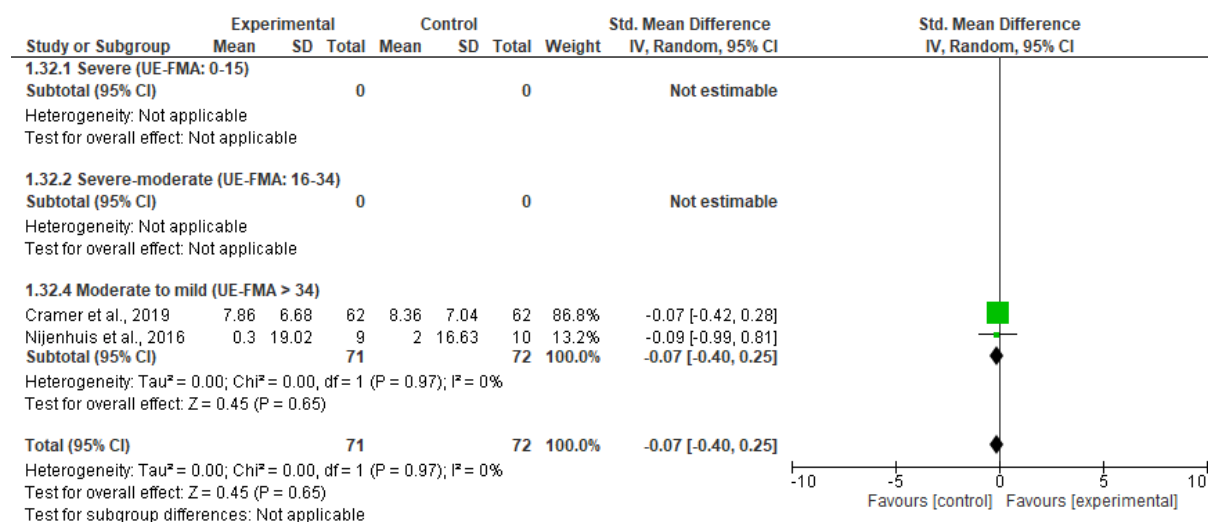 Experimental Control Std. Mean Difference Std. Mean Difference
Study or Subgroup Mean SD Total Mean SD Total Weight IV, Random, 95% CI IV, Random, 95% CI
1.32.1 Severe (UE-FMA: 0-15)
Subtotal (95% CI) 0 0 Not estimable
Heterogeneity: Not applicable
Test for overall effect: Not applicable
1.32.2 Severe-moderate (UE-FMA: 16-34)
Subtotal (95% CI) 0 0 Not estimable
Heterogeneity: Not applicable
Test for overall effect: Not applicable
1.32.4 Moderate to mild (UE-FMA > 34)
Cramer et al., 2019 7.86 6.68 62 8.36 7.04 62 86.8% -0.07 [-0.42, 0.28]
Nijenhuis et al., 2016 0.3 19.02 9 2 16.63 10 13.2% -0.09 [-0.99, 0.81]
Subtotal (95% CI) 71 72 100.0% -0.07 [-0.40, 0.25]
Heterogeneity: Tau² = 0.00; Chi² = 0.00, df = 1 (P = 0.97); I² = 0%
Test for overall effect: Z = 0.45 (P = 0.65)
Total (95% CI) 71 72 100.0% -0.07 [-0.40, 0.25]
Heterogeneity: Tau² = 0.00; Chi² = 0.00, df = 1 (P = 0.97); I² = 0%
Test for overall effect: Z = 0.45 (P = 0.65)
Test for subgroup differences: Not applicable
-10 -5 0 5 10
Favours [control] Favours [experimental]